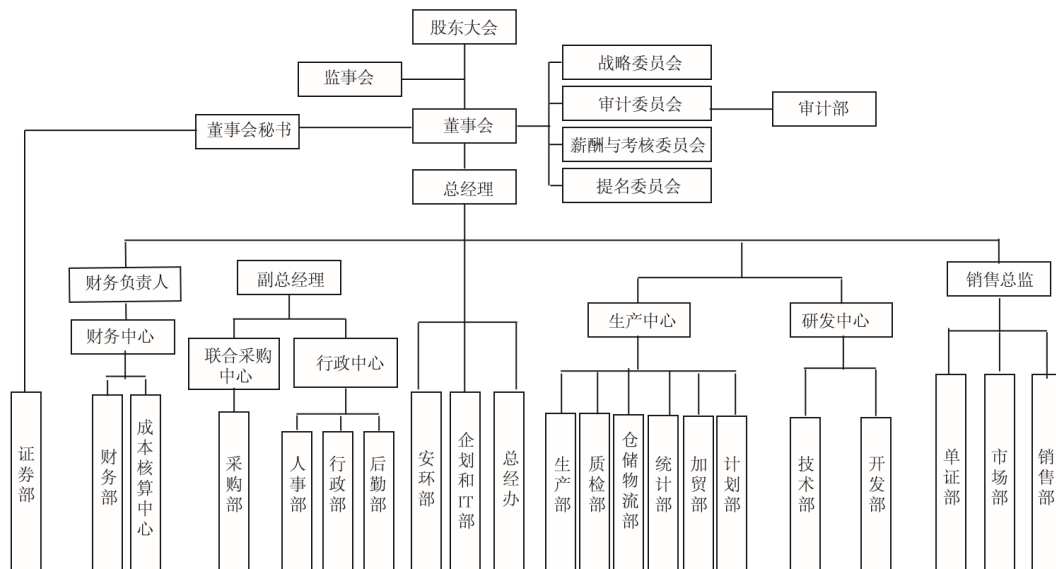 股东大会
监事会
战略委员会
审计委员会
审计部
董事会秘书
董事会
薪酬与考核委员会
总经理
提名委员会
财务负责人
副总经理
销售总监
财务中心
生产中心
研发中心
联合采购
中心
行政中心
证券部
财务部
成本核算中心
采购部
人事部
行政部
后勤部
安环部
企划和IT部
总经办
生产部
质检部
仓储物流部
统计部
加贸部
计划部
技术部
开发部
单证部
市场部
销售部